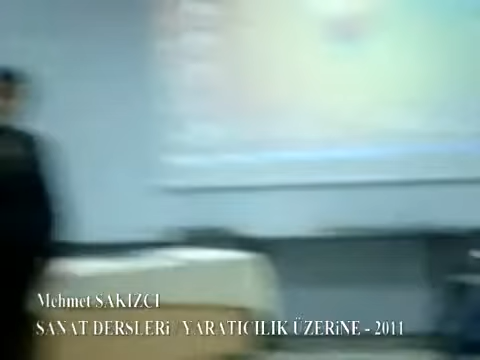 Mehmet SAKIZCI
SANAT DERSLERi / YARATICILIK ÜZERiNE - 2011